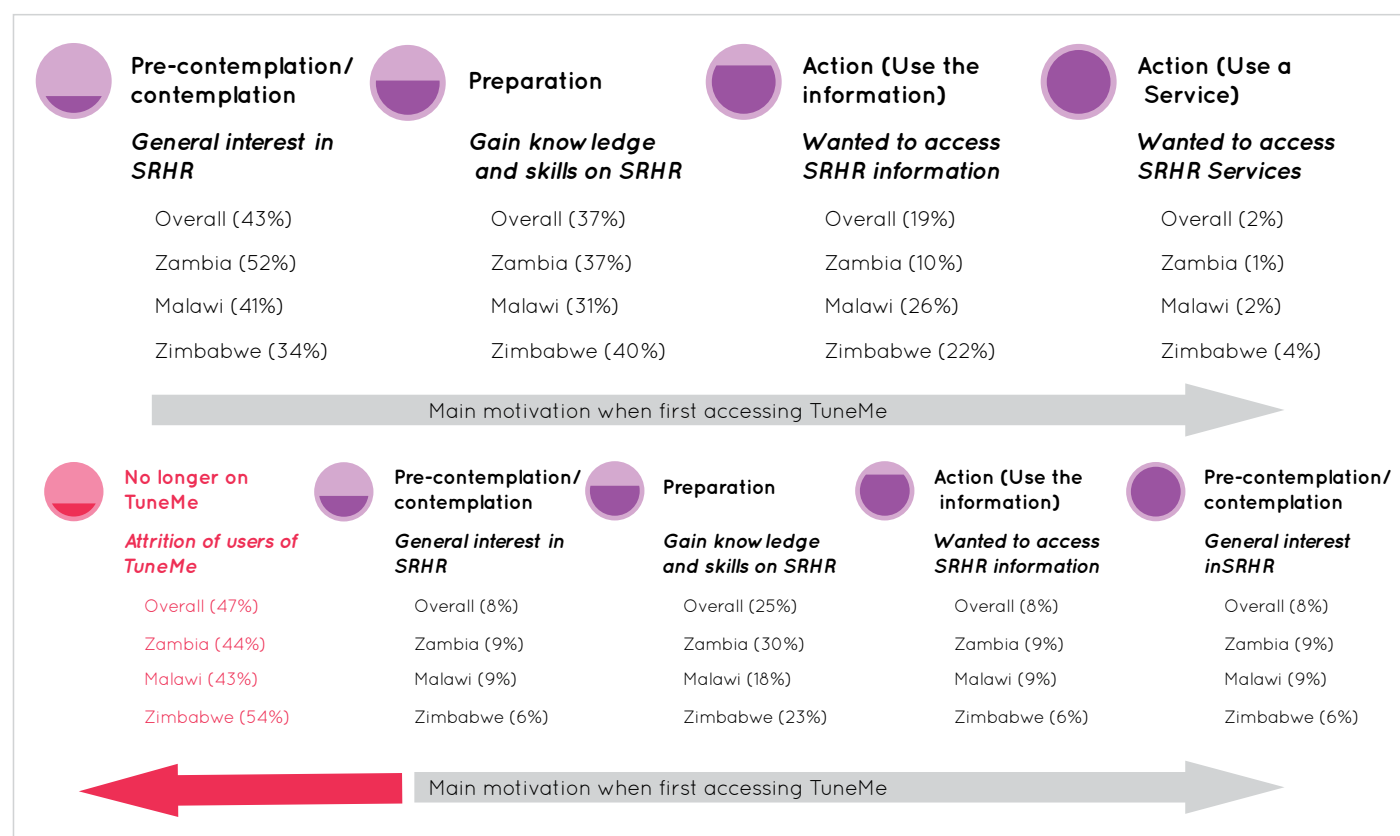 Pre-contemplation/
contemplation
General interest in
SRHR
Overall (43%)
Zambia (52%)
Malawi (41%)
Zimbabwe (34%)
Preparation
Gain knowledge
and skills on SRHR
Overall (37%)
Zambia (37%)
Malawi (31%)
Zimbabwe (40%)
Action (Use the
information)
Wanted to access
SRHR information
Overall (19%)
Zambia (10%)
Malawi (26%)
Zimbabwe (22%)
Action (Use a
Service)
Wanted to access
SRHR Services
Overall (2%)
Zambia (1%)
Malawi (2%)
Zimbabwe (4%)
Main motivation when first accessing TuneMe
No longer on
TuneMe
Attrition of users of
TuneMe
Overall (47%)
Zambia (44%)
Malawi (43%)
Zimbabwe (54%)
Pre-contemplation/
contemplation
General interest in
SRHR
Overall (8%)
Zambia (9%)
Malawi (9%)
Zimbabwe (6%)
Preparation
Gain knowledge
and skills on SRHR
Overall (25%)
Zambia (30%)
Malawi (18%)
Zimbabwe (23%)
Action (Use the
information)
Wanted to access
SRHR information
Overall (8%)
Zambia (9%)
Malawi (9%)
Zimbabwe (6%)
Pre-contemplation/
contemplation
General interest
inSRHR
Overall (8%)
Zambia (9%)
Malawi (9%)
Zimbabwe (6%)
Main motivation when first accessing TuneMe